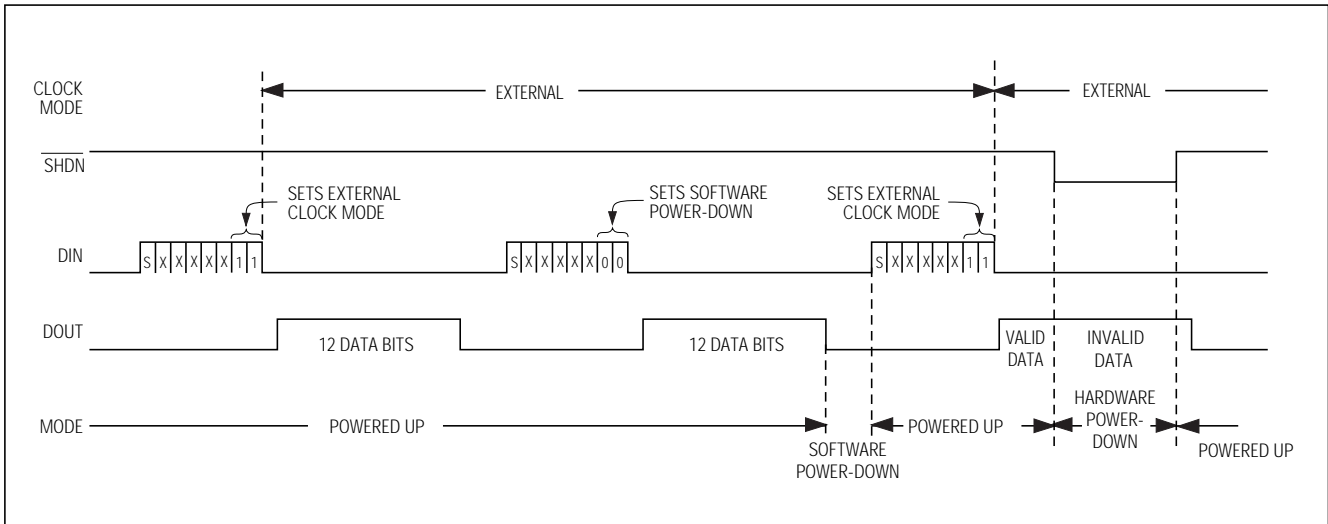 CLOCK
MODE
EXTERNAL
EXTERNAL
SHDN
SETS EXTERNAL
CLOCK MODE
SETS SOFTWARE
POWER-DOWN
SETS EXTERNAL
CLOCK MODE
DIN
S X X X X X 1 1
S X X X X X 0 0
S X X X X X 1 1
DOUT
12 DATA BITS
12 DATA BITS
VALID
DATA
INVALID
DATA
MODE
POWERED UP
SOFTWARE
POWER-DOWN
POWERED UP
HARDWARE
POWER-
DOWN
POWERED UP